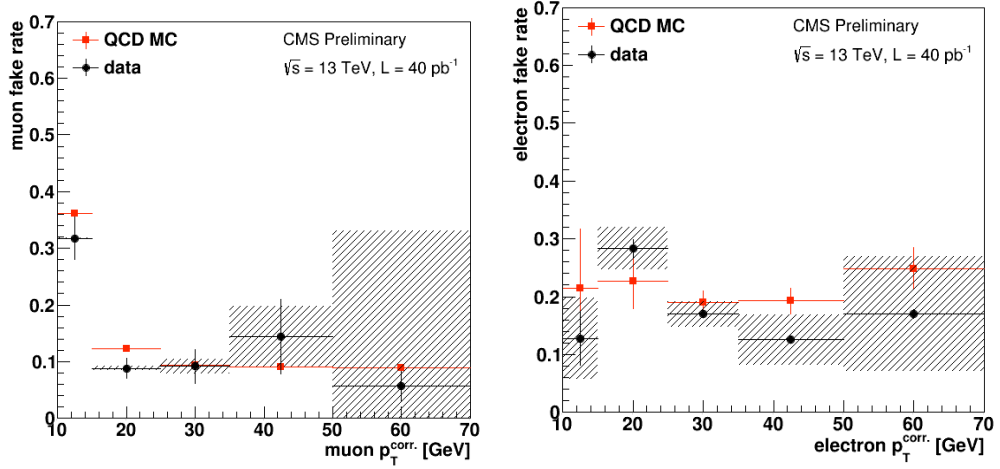 muon fake rate
0.7
0.6
0.5
0.4
0.3
0.2
0.1
0
QCD MC
data
CMS Preliminary
√s = 13 TeV, L = 40 pb⁻¹
10 20 30 40 50 60 70
muon p_T^corr. [GeV]
electron fake rate
0.7
0.6
0.5
0.4
0.3
0.2
0.1
0
QCD MC
data
CMS Preliminary
√s = 13 TeV, L = 40 pb⁻¹
10 20 30 40 50 60 70
electron p_T^corr. [GeV]